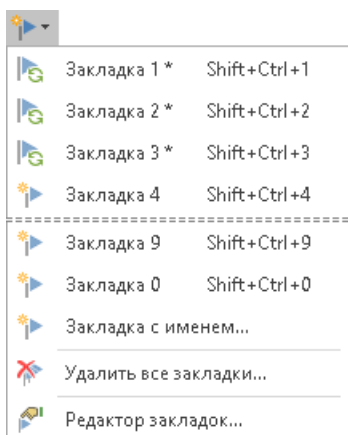 Закладка 1 * Shift+Ctrl+1
Закладка 2 * Shift+Ctrl+2
Закладка 3 * Shift+Ctrl+3
Закладка 4 Shift+Ctrl+4
Закладка 9 Shift+Ctrl+9
Закладка 0 Shift+Ctrl+0
Закладка с именем...
Удалить все закладки...
Редактор закладок...